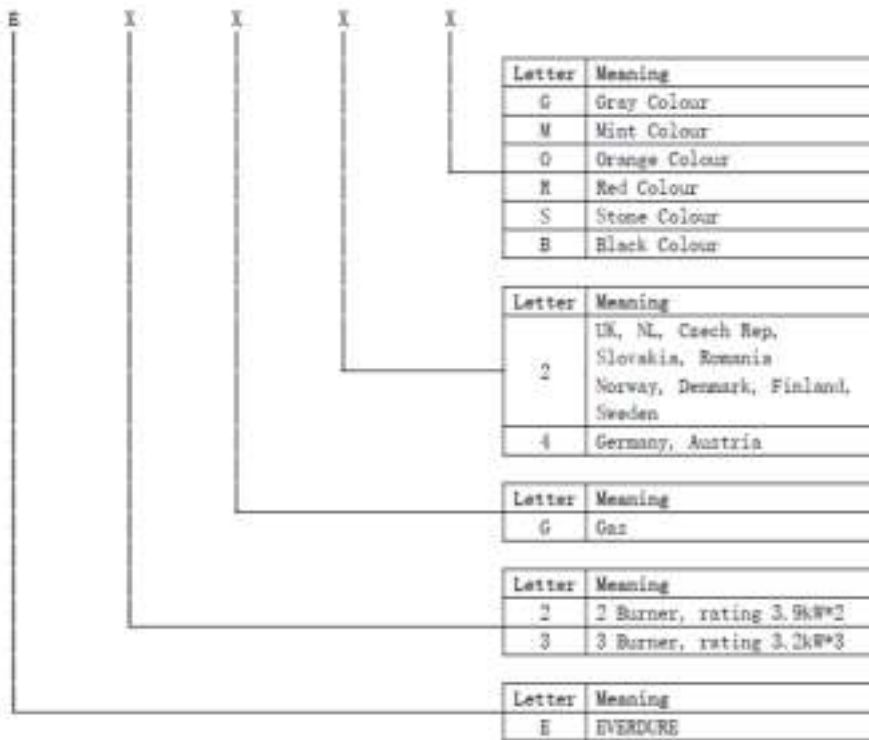 E X X X X
Letter Meaning
G Gray Colour
M Mint Colour
O Orange Colour
R Red Colour
S Stone Colour
B Black Colour
Letter Meaning
2 UK, NL, Czech Rep,
Slovakia, Romania
Norway, Denmark, Finland,
Sweden
4 Germany, Austria
Letter Meaning
G Gaz
Letter Meaning
2 2 Burner, rating 3.9kW*2
3 3 Burner, rating 3.2kW*3
Letter Meaning
E EVERDURE